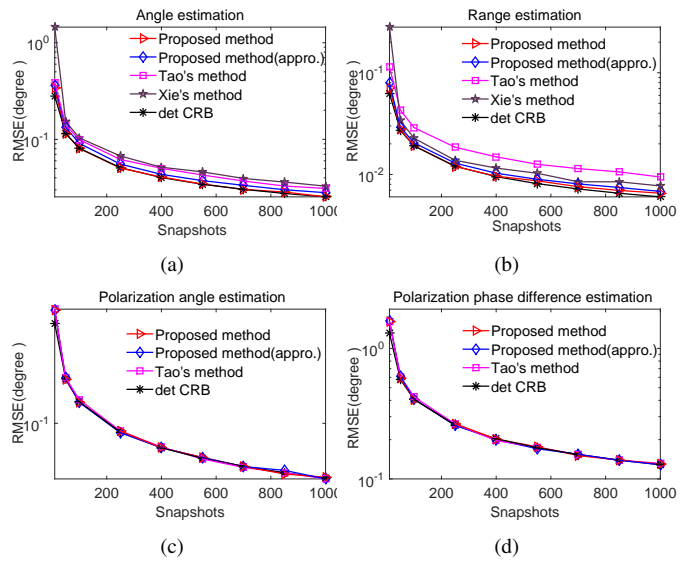 Angle estimation
10^0
10^-1
RMSE(degree )
Proposed method
Proposed method(appro.)
Tao's method
Xie's method
det CRB
200 400 600 800 1000
Snapshots
(a)
Range estimation
10^-1
10^-2
RMSE(degree )
Proposed method
Proposed method(appro.)
Tao's method
Xie's method
det CRB
200 400 600 800 1000
Snapshots
(b)
Polarization angle estimation
10^-1
RMSE(degree )
Proposed method
Proposed method(appro.)
Tao's method
det CRB
200 400 600 800 1000
Snapshots
(c)
Polarization phase difference estimation
10^0
10^-1
RMSE(degree )
Proposed method
Proposed method(appro.)
Tao's method
det CRB
200 400 600 800 1000
Snapshots
(d)